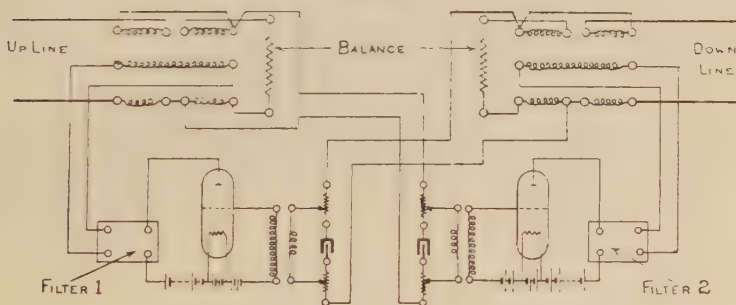 UP LINE
BALANCE
DOWN
LINE
FILTER 1
FILTER 2